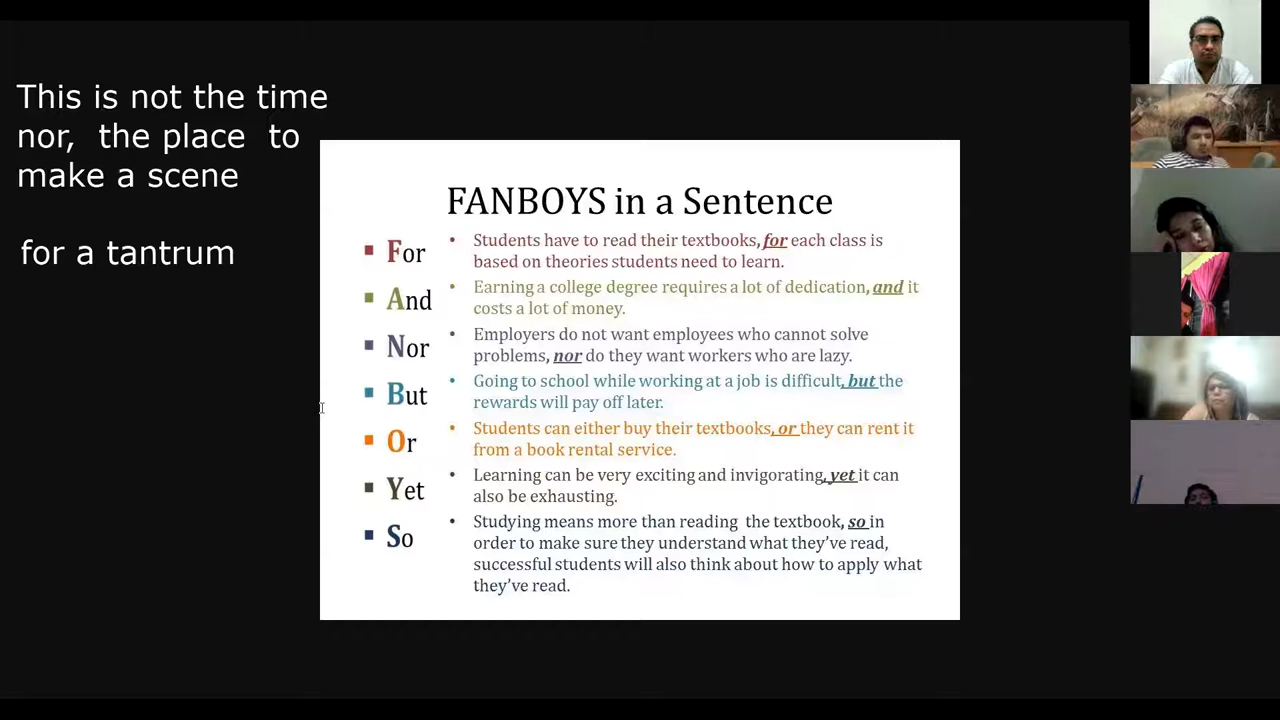 This is not the time
nor, the place to
make a scene
for a tantrum
FANBOYS in a Sentence
For
And
Nor
But
Or
Yet
So
• Students have to read their textbooks, for each class is
based on theories students need to learn.
• Earning a college degree requires a lot of dedication, and it
costs a lot of money.
• Employers do not want employees who cannot solve
problems, nor do they want workers who are lazy.
• Going to school while working at a job is difficult, but the
rewards will pay off later.
• Students can either buy their textbooks, or they can rent it
from a book rental service.
• Learning can be very exciting and invigorating, yet it can
also be exhausting.
• Studying means more than reading the textbook, so in
order to make sure they understand what they've read,
successful students will also think about how to apply what
they've read.